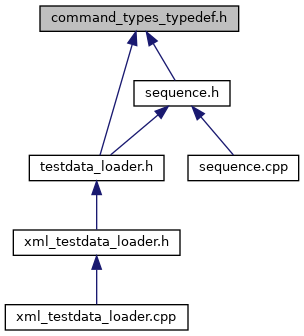 command_types_typedef.h
sequence.h
testdata_loader.h
sequence.cpp
xml_testdata_loader.h
xml_testdata_loader.cpp